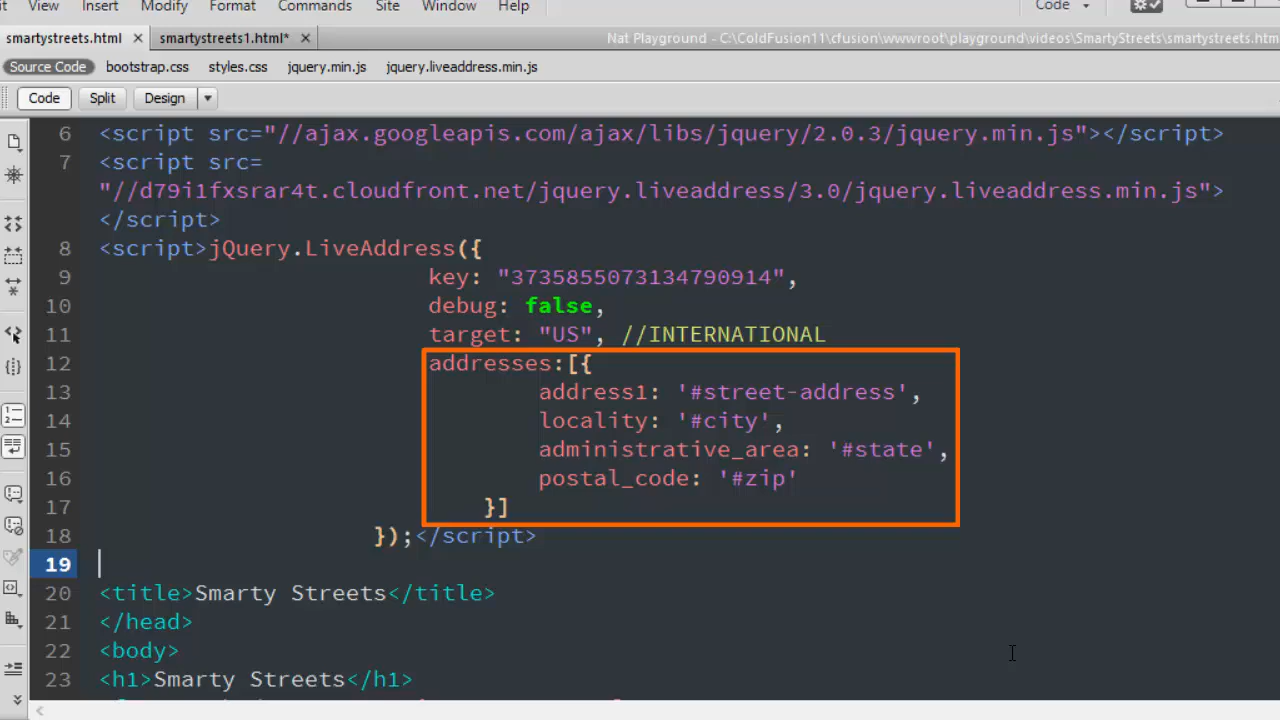 View Insert Modify Format Commands Site Window Help Code
smartystreets.html smartystreets1.html* Nat Playground - C:\ColdFusion11\cfusion\wwwroot\playground\videos\SmartyStreets\smartystreets.htm
Source Code bootstrap.css styles.css jquery.min.js jquery.liveaddress.min.js
Code Split Design
6 <script src="//ajax.googleapis.com/ajax/libs/jquery/2.0.3/jquery.min.js"></script>
7 <script src=
"//d79i1fxsrar4t.cloudfront.net/jquery.liveaddress/3.0/jquery.liveaddress.min.js">
</script>
8 <script>jQuery.LiveAddress({
9 key: "3735855073134790914",
10 debug: false,
11 target: "US", //INTERNATIONAL
12 addresses:[{
13 address1: '#street-address',
14 locality: '#city',
15 administrative_area: '#state',
16 postal_code: '#zip'
17 }]
18 });</script>
19
20 <title>Smarty Streets</title>
21 </head>
22 <body>
23 <h1>Smarty Streets</h1>